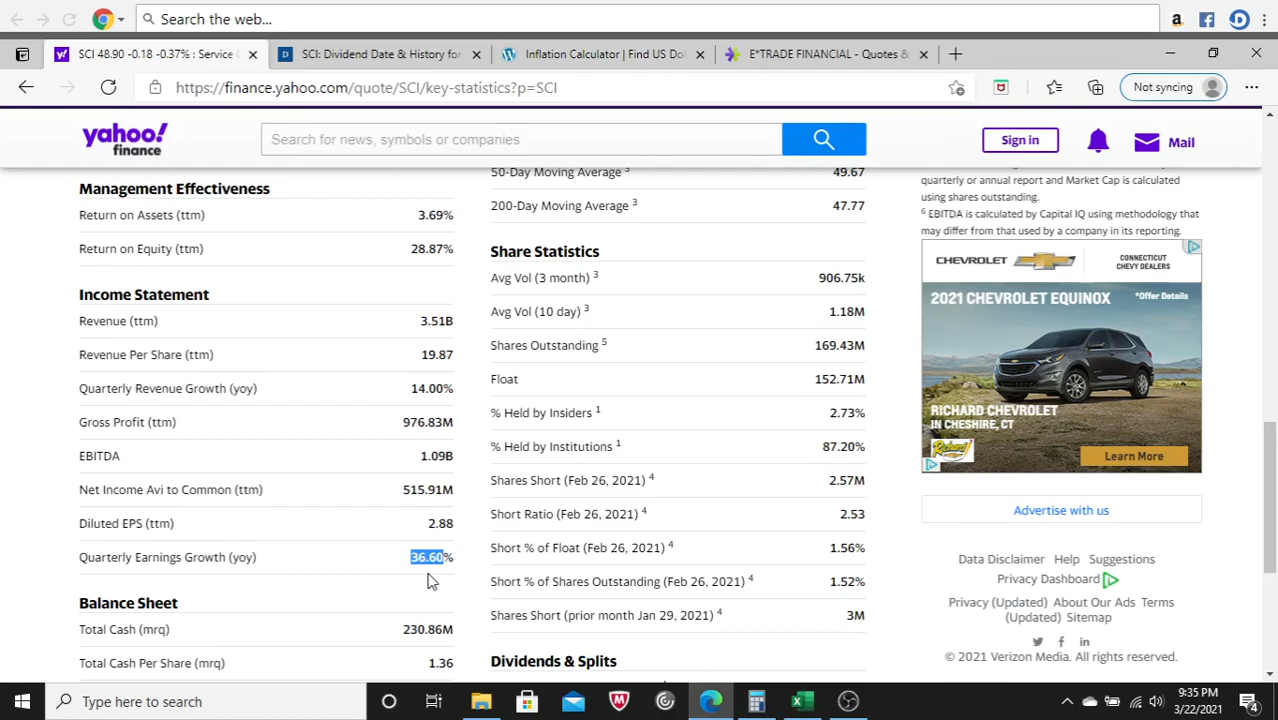 Search the web...
SCI 48.90 -0.18 -0.37% : Service
SCI: Dividend Date & History for
Inflation Calculator | Find US Dol
E*TRADE FINANCIAL - Quotes &
https://finance.yahoo.com/quote/SCI/key-statistics?p=SCI
Not syncing
yahoo!
finance
Search for news, symbols or companies
Sign in
Mail
Management Effectiveness
Return on Assets (ttm) 3.69%
Return on Equity (ttm) 28.87%
Income Statement
Revenue (ttm) 3.51B
Revenue Per Share (ttm) 19.87
Quarterly Revenue Growth (yoy) 14.00%
Gross Profit (ttm) 976.83M
EBITDA 1.09B
Net Income Avi to Common (ttm) 515.91M
Diluted EPS (ttm) 2.88
Quarterly Earnings Growth (yoy) 36.60%
Balance Sheet
Total Cash (mrq) 230.86M
Total Cash Per Share (mrq) 1.36
50-Day Moving Average 3 49.67
200-Day Moving Average 3 47.77
Share Statistics
Avg Vol (3 month) 3 906.75k
Avg Vol (10 day) 3 1.18M
Shares Outstanding 5 169.43M
Float 152.71M
% Held by Insiders 1 2.73%
% Held by Institutions 1 87.20%
Shares Short (Feb 26, 2021) 4 2.57M
Short Ratio (Feb 26, 2021) 4 2.53
Short % of Float (Feb 26, 2021) 4 1.56%
Short % of Shares Outstanding (Feb 26, 2021) 4 1.52%
Shares Short (prior month Jan 29, 2021) 4 3M
Dividends & Splits
quarterly or annual report and Market Cap is calculated
using shares outstanding.
6 EBITDA is calculated by Capital IQ using methodology that
may differ from that used by a company in its reporting.
CHEVROLET
CONNECTICUT
CHEVY DEALERS
2021 CHEVROLET EQUINOX
*Offer Details
RICHARD CHEVROLET
IN CHESHIRE, CT
Richard
Learn More
Advertise with us
Data Disclaimer Help Suggestions
Privacy Dashboard
Privacy (Updated) About Our Ads Terms
(Updated) Sitemap
© 2021 Verizon Media. All rights reserved.
Type here to search
9:35 PM
3/22/2021
4